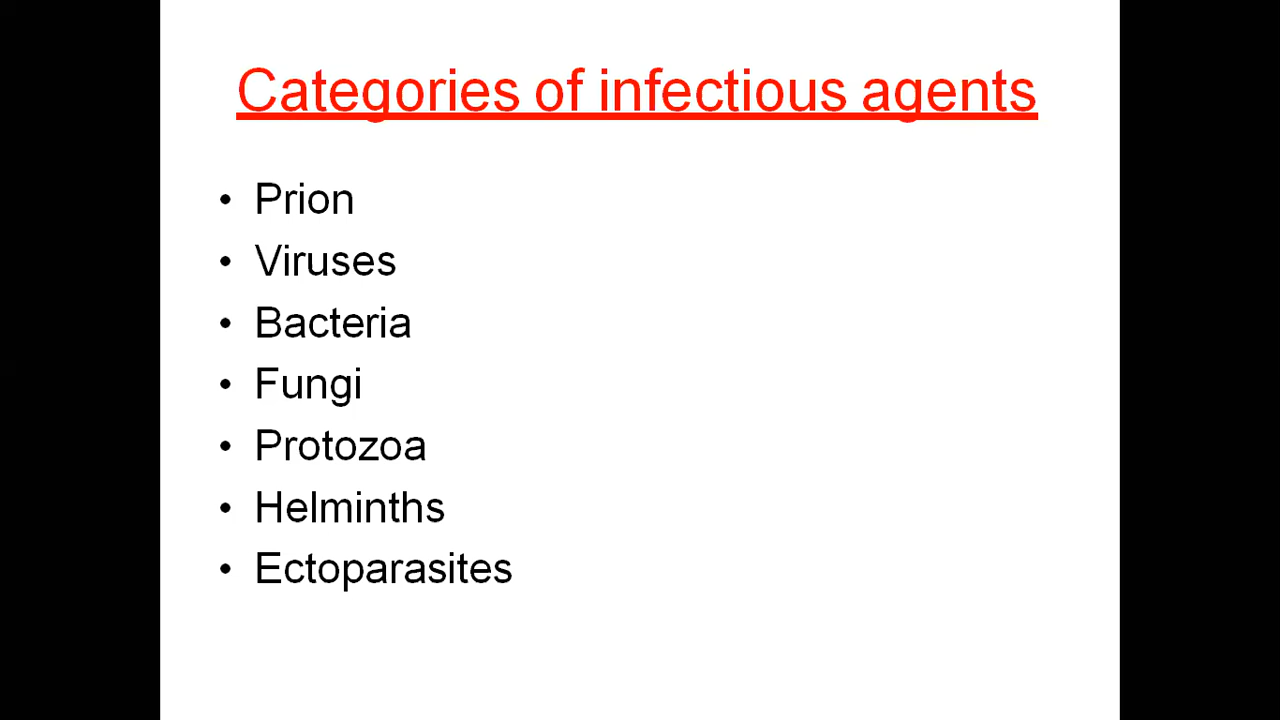 Categories of infectious agents
• Prion
• Viruses
• Bacteria
• Fungi
• Protozoa
• Helminths
• Ectoparasites